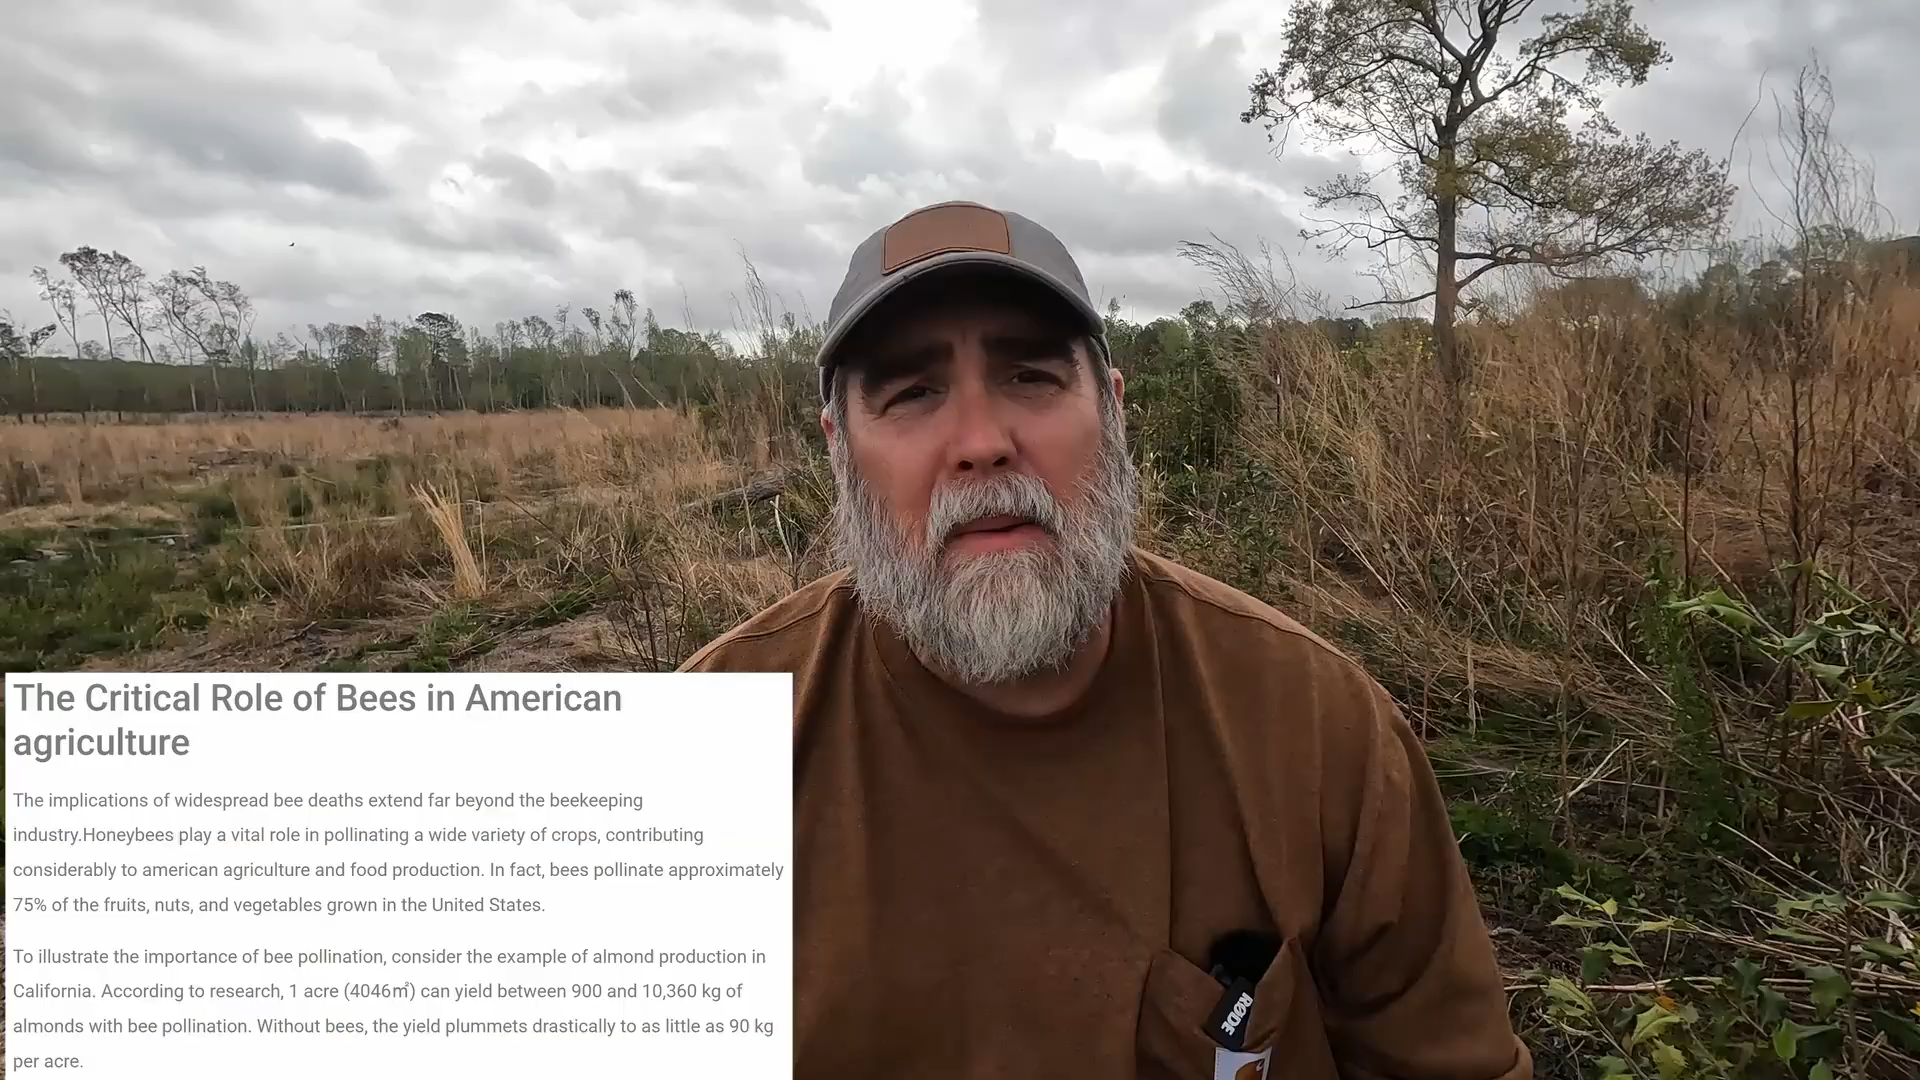 The Critical Role of Bees in American
agriculture
The implications of widespread bee deaths extend far beyond the beekeeping
industry.Honeybees play a vital role in pollinating a wide variety of crops, contributing
considerably to american agriculture and food production. In fact, bees pollinate approximately
75% of the fruits, nuts, and vegetables grown in the United States.
To illustrate the importance of bee pollination, consider the example of almond production in
California. According to research, 1 acre (4046㎡) can yield between 900 and 10,360 kg of
almonds with bee pollination. Without bees, the yield plummets drastically to as little as 90 kg
per acre.
RØDE